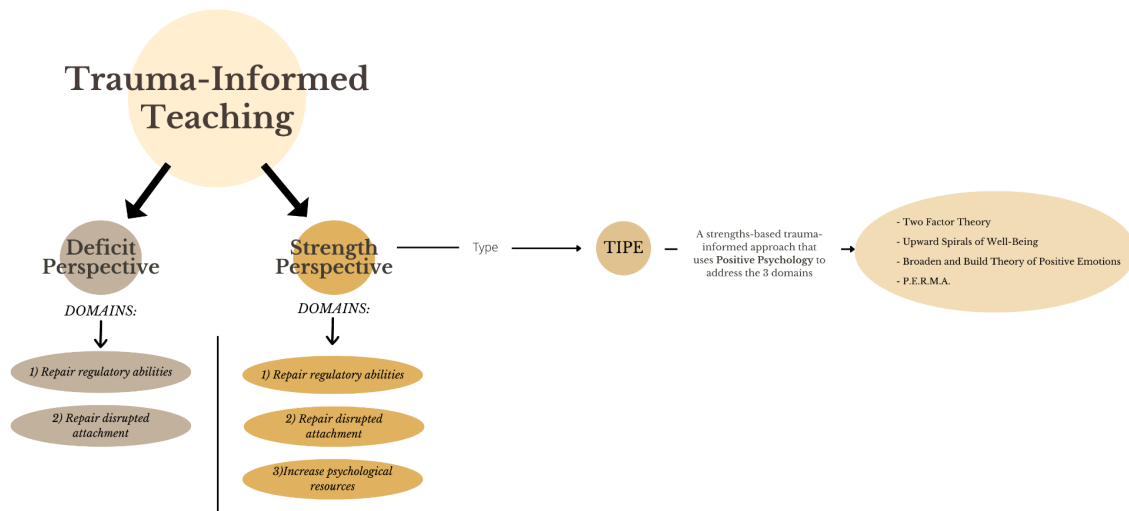 Trauma-Informed
Teaching
Deficit
Perspective
DOMAINS:
1) Repair regulatory abilities
2) Repair disrupted
attachment
Strength
Perspective
DOMAINS:
1) Repair regulatory abilities
2) Repair disrupted
attachment
3)Increase psychological
resources
Type
TIPE
A strengths-based trauma-
informed approach that
uses Positive Psychology to
address the 3 domains
- Two Factor Theory
- Upward Spirals of Well-Being
- Broaden and Build Theory of Positive Emotions
- P.E.R.M.A.